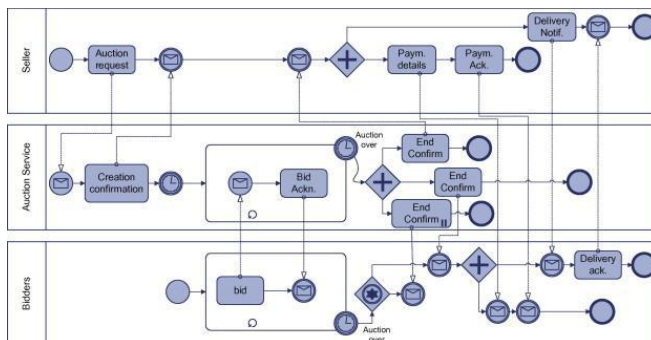 Seller
Auction
request
Paym.
details
Paym.
Ack.
Delivery
Notif.
Auction Service
Creation
confirmation
Bid
Ackn.
Auction
over
End
Confirm
End
Confirm
End
Confirm
Bidders
bid
Auction
over
Delivery
ack.